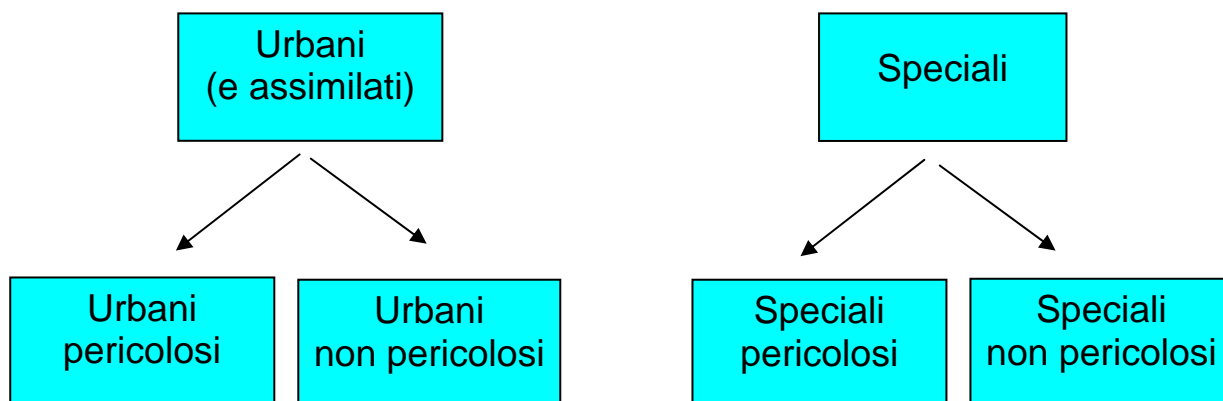 Urbani
(e assimilati)
Speciali
Urbani
pericolosi
Urbani
non pericolosi
Speciali
pericolosi
Speciali
non pericolosi